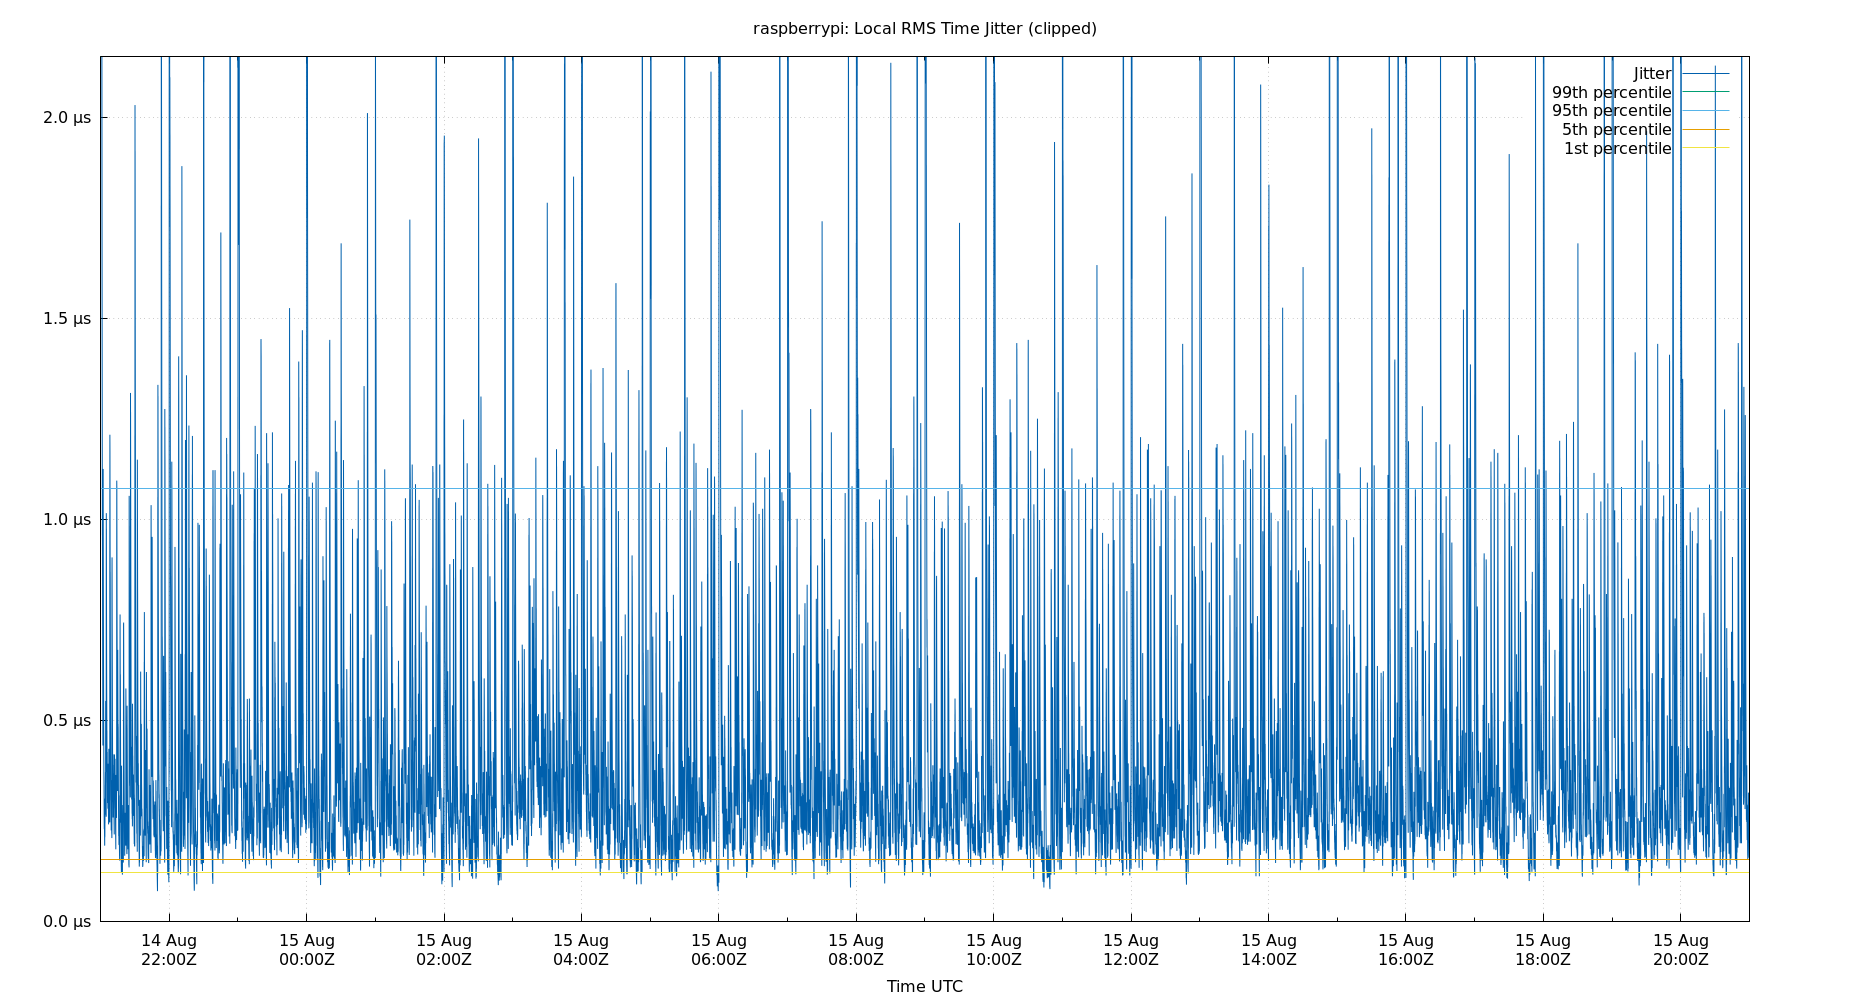 raspberrypi: Local RMS Time Jitter (clipped)
Jitter
99th percentile
95th percentile
5th percentile
1st percentile
2.0 µs
1.5 µs
1.0 µs
0.5 µs
0.0 µs
14 Aug
22:00Z
15 Aug
00:00Z
15 Aug
02:00Z
15 Aug
04:00Z
15 Aug
06:00Z
15 Aug
08:00Z
15 Aug
10:00Z
15 Aug
12:00Z
15 Aug
14:00Z
15 Aug
16:00Z
15 Aug
18:00Z
15 Aug
20:00Z
Time UTC